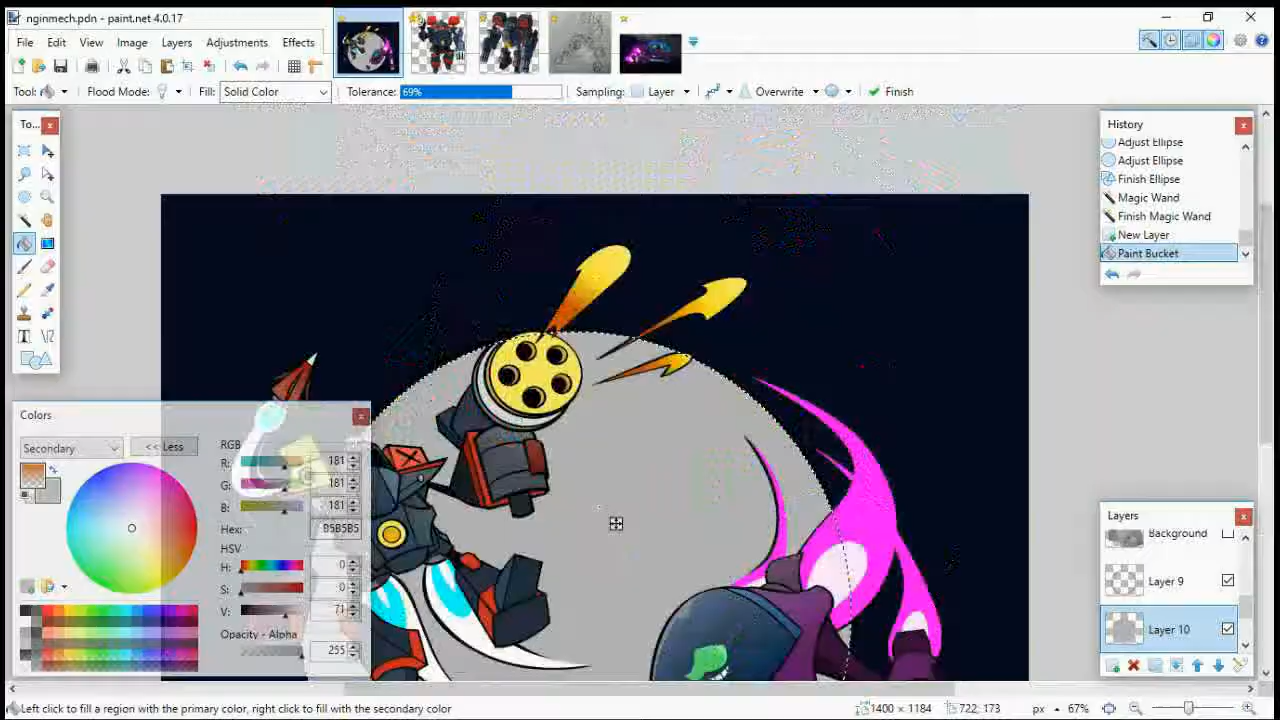 nginmech.pdn - paint.net 4.0.17
File Edit View Image Layers Adjustments Effects
Tool: Flood Mode: Fill: Solid Color Tolerance: 69% Sampling: Layer Overwrite Finish
To...
History
Adjust Ellipse
Adjust Ellipse
Finish Ellipse
Magic Wand
Finish Magic Wand
New Layer
Paint Bucket
Colors
Secondary
<< Less
RGB
R: 181
G: 181
B: 181
Hex: B5B5B5
HSV
H: 0
S: 0
V: 71
Opacity - Alpha
255
Layers
Background
Layer 9
Layer 10
Left click to fill a region with the primary color, right click to fill with the secondary color
1400 × 1184
722, 173
px
67%